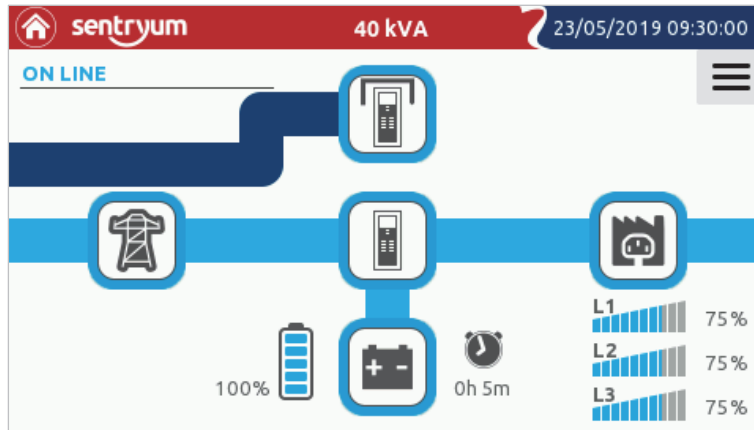 sentryum 40 kVA 23/05/2019 09:30:00
ON LINE
L1 75%
L2 75%
100% 0h 5m
L3 75%